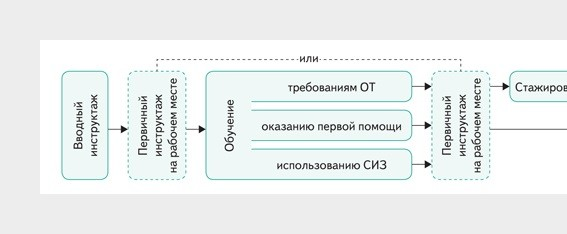 или
Вводный
инструктаж
Первичный
инструктаж
на рабочем месте
Обучение
требованиям ОТ
оказанию первой помощи
использованию СИЗ
Первичный
инструктаж
на рабочем месте